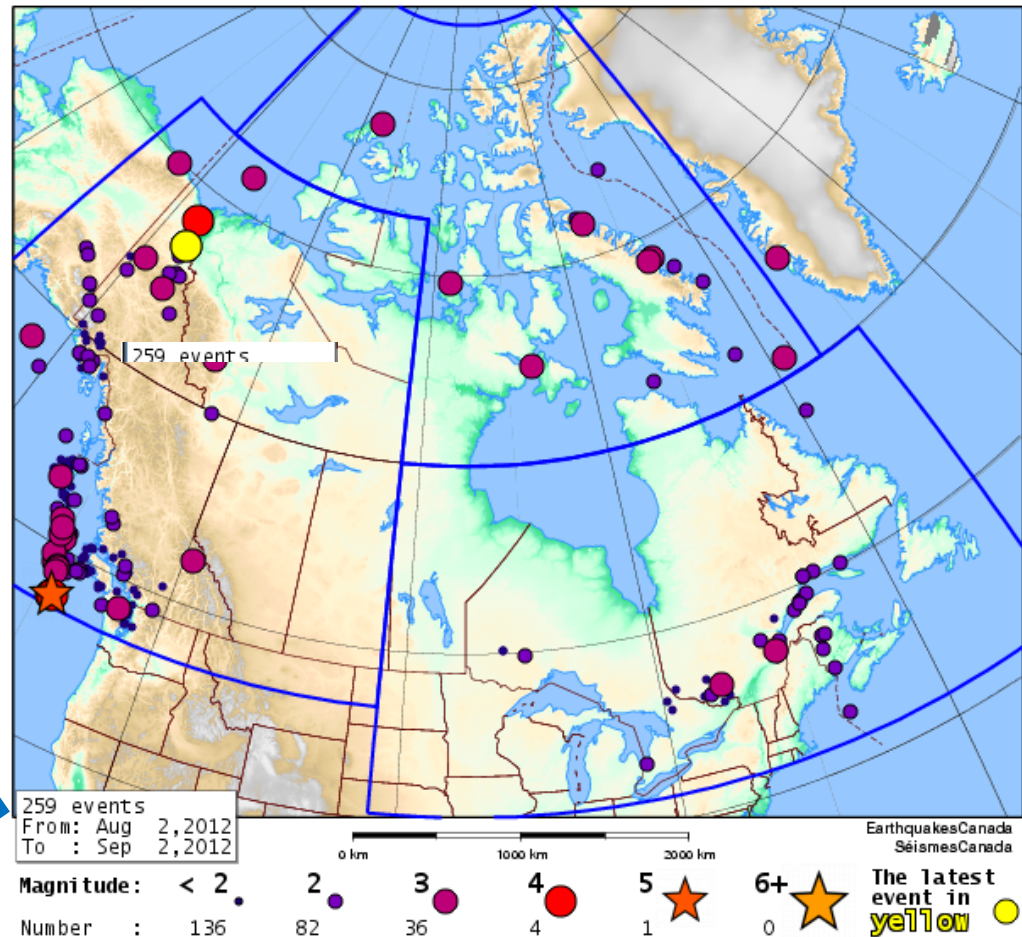 259 events
259 events
From: Aug 2,2012
To : Sep 2,2012
0 km 1000 km 2000 km
EarthquakesCanada
SéismesCanada
Magnitude: < 2 2 3 4 5 6+
Number : 136 82 36 4 1 0
The latest
event in
yellow